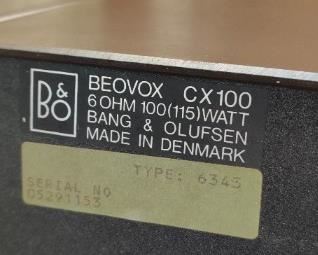 B&O
BEOVOX CX100
6 OHM 100(115)WATT
BANG & OLUFSEN
MADE IN DENMARK
TYPE: 6343
SERIAL NO
05291153